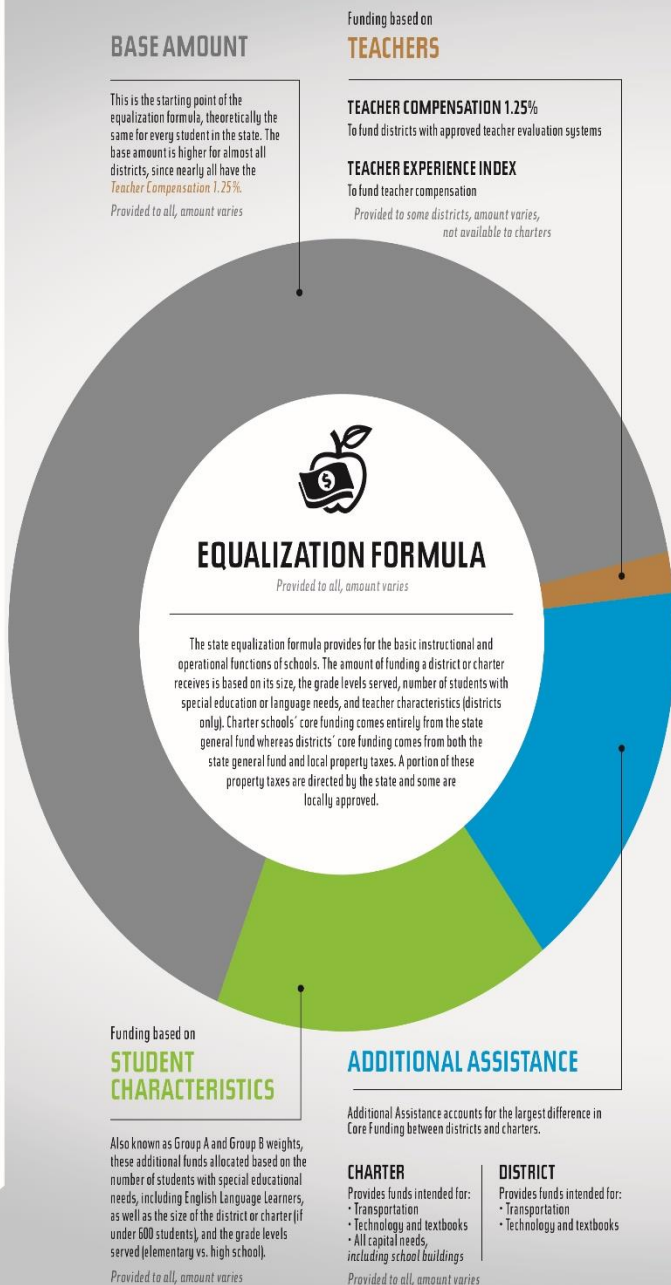 BASE AMOUNT
This is the starting point of the
equalization formula, theoretically the
same for every student in the state. The
base amount is higher for almost all
districts, since nearly all have the
Teacher Compensation 1.25%.
Provided to all, amount varies
Funding based on
TEACHERS
TEACHER COMPENSATION 1.25%
To fund districts with approved teacher evaluation systems
TEACHER EXPERIENCE INDEX
To fund teacher compensation
Provided to some districts, amount varies,
not available to charters
$
EQUALIZATION FORMULA
Provided to all, amount varies
The state equalization formula provides for the basic instructional and
operational functions of schools. The amount of funding a district or charter
receives is based on its size, the grade levels served, number of students with
special education or language needs, and teacher characteristics (districts
only). Charter schools' core funding comes entirely from the state
general fund whereas districts' core funding comes from both the
state general fund and local property taxes. A portion of these
property taxes are directed by the state and some are
locally approved.
Funding based on
STUDENT
CHARACTERISTICS
Also known as Group A and Group B weights,
these additional funds allocated based on the
number of students with special educational
needs, including English Language Learners,
as well as the size of the district or charter (if
under 600 students), and the grade levels
served (elementary vs. high school).
Provided to all, amount varies
ADDITIONAL ASSISTANCE
Additional Assistance accounts for the largest difference in
Core Funding between districts and charters.
CHARTER
Provides funds intended for:
· Transportation
· Technology and textbooks
· All capital needs,
including school buildings
DISTRICT
Provides funds intended for:
· Transportation
· Technology and textbooks
Provided to all, amount varies